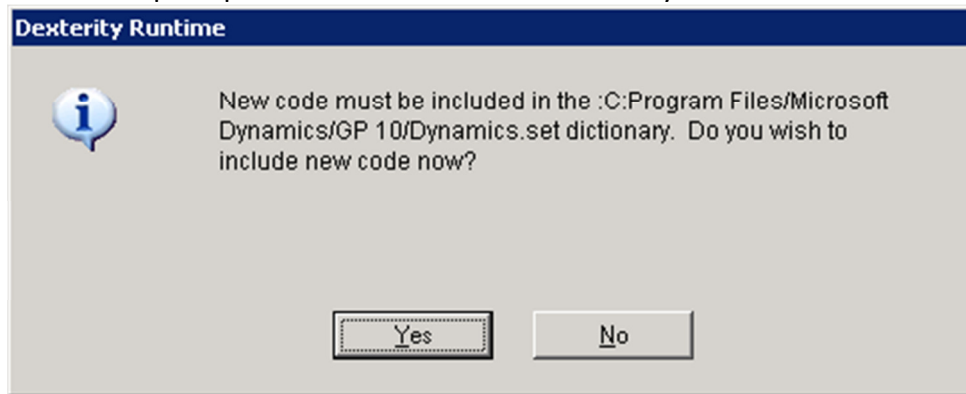 Dexterity Runtime
New code must be included in the :C:Program Files/Microsoft
Dynamics/GP 10/Dynamics.set dictionary.  Do you wish to
include new code now?
Yes
No